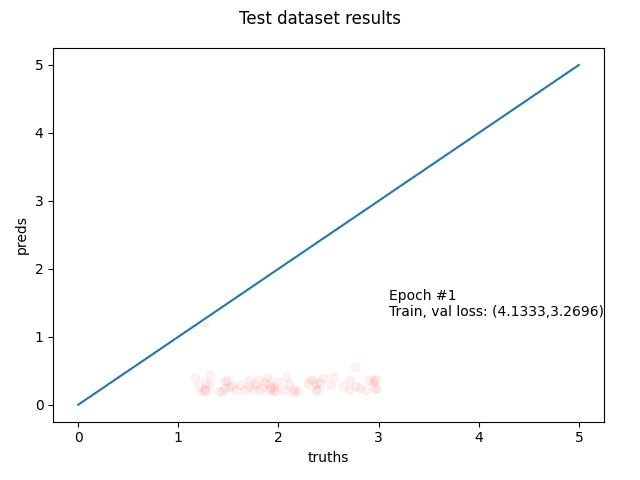 Test dataset results
5
4
3
2
1
0
preds
Epoch #1
Train, val loss: (4.1333,3.2696)
0 1 2 3 4 5
truths